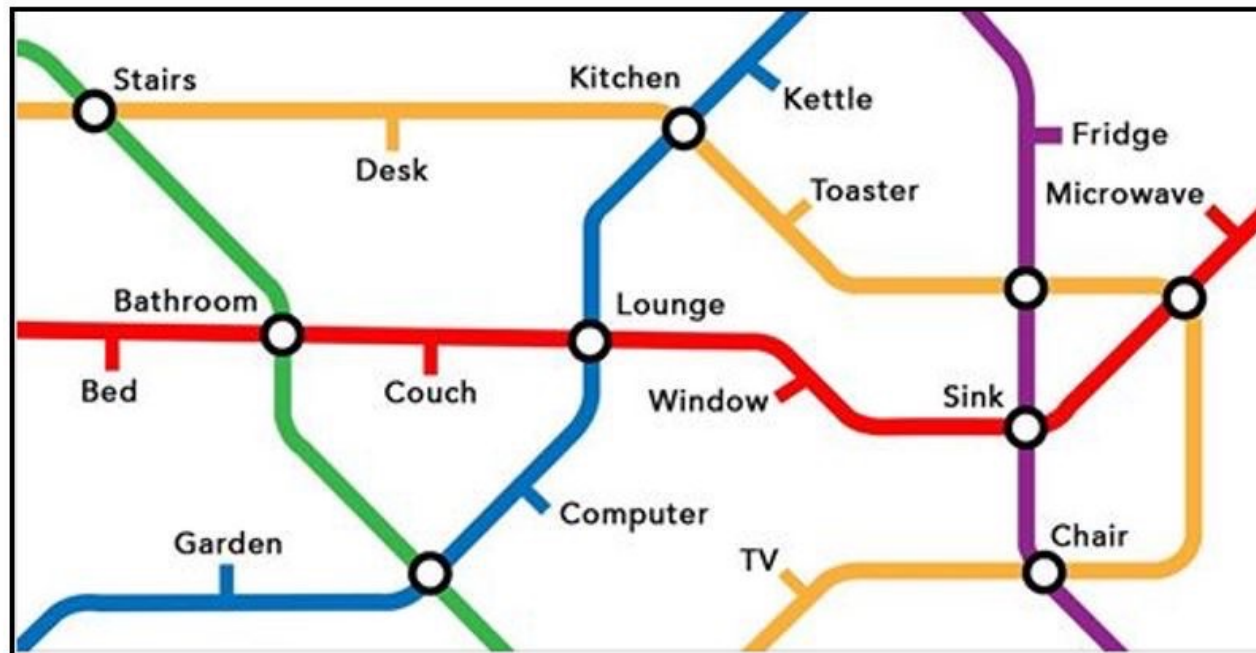 Stairs
Kitchen
Kettle
Desk
Fridge
Toaster
Microwave
Bathroom
Lounge
Bed
Couch
Window
Sink
Computer
Garden
TV
Chair